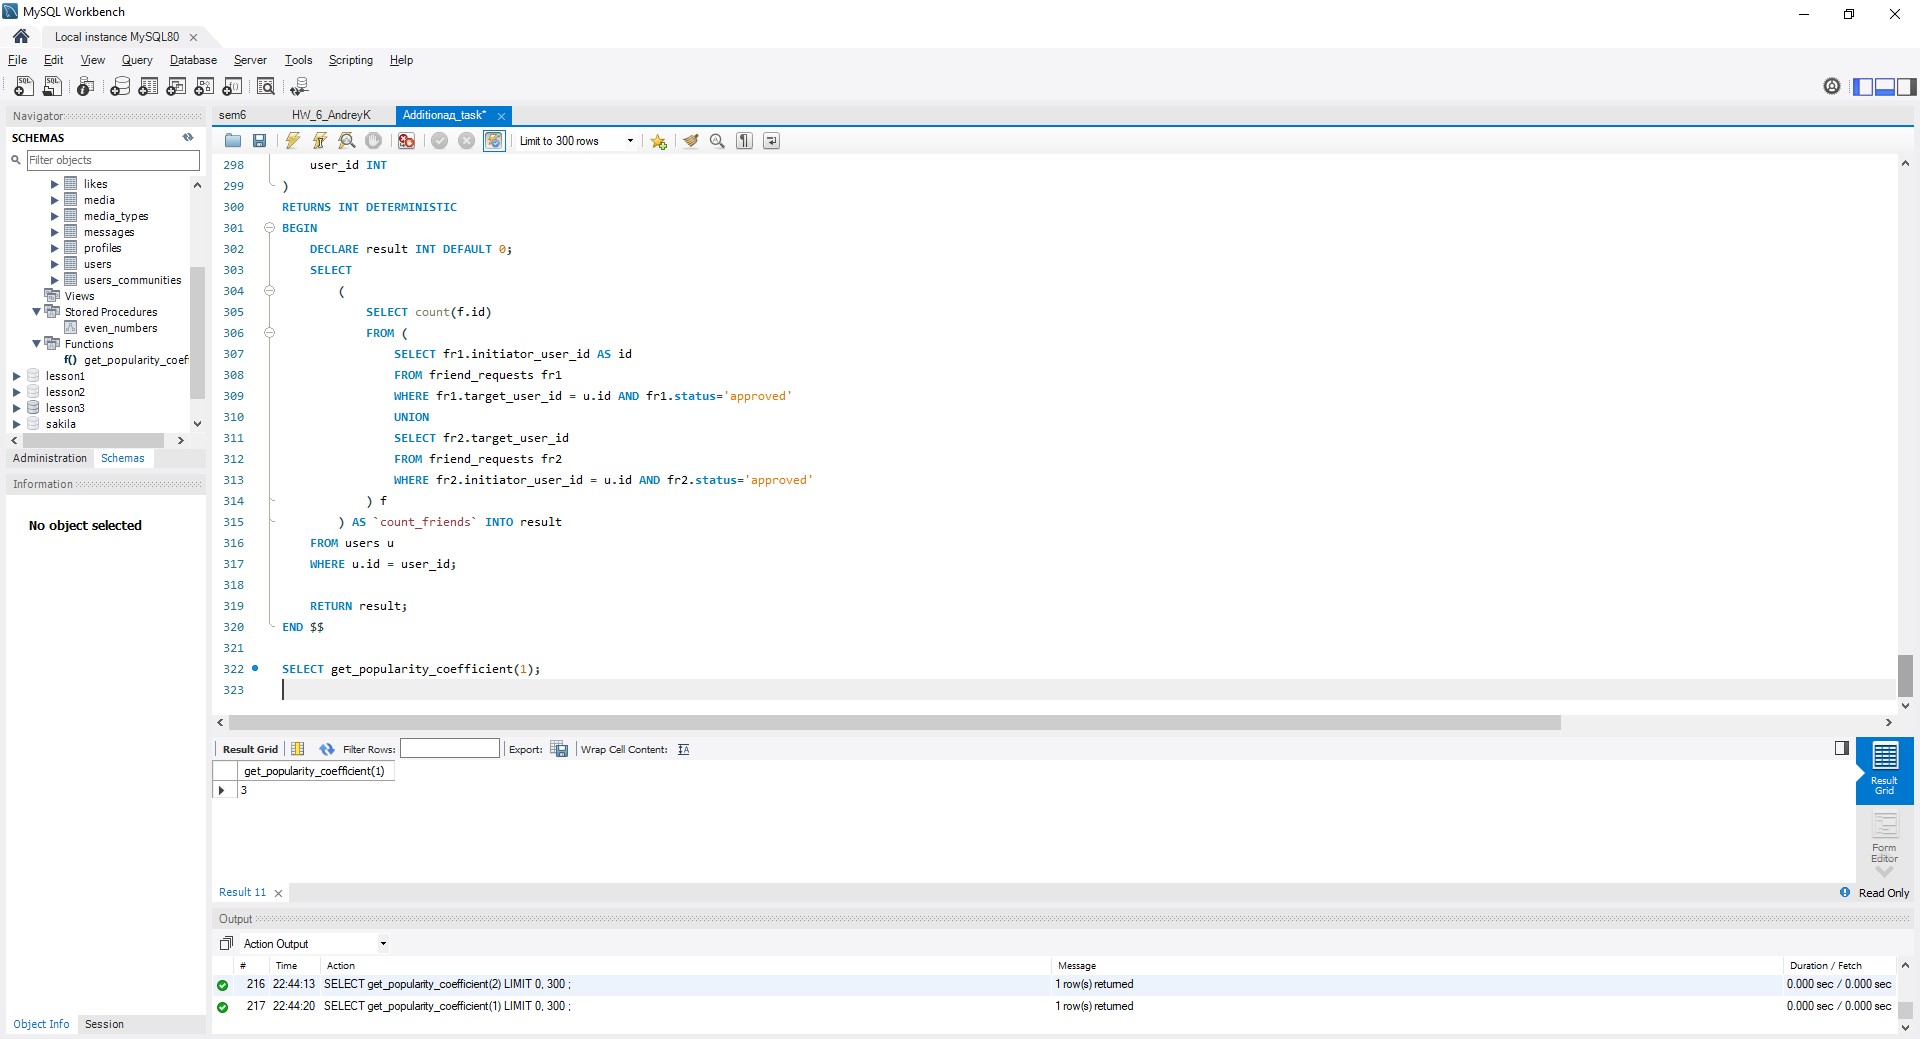 MySQL Workbench
Local instance MySQL80
File Edit View Query Database Server Tools Scripting Help
Navigator
SCHEMAS
Filter objects
likes
media
media_types
messages
profiles
users
users_communities
Views
Stored Procedures
even_numbers
Functions
f() get_popularity_coef
lesson1
lesson2
lesson3
sakila
Administration Schemas
Information
No object selected
Object Info Session
sem6 HW_6_AndreyK Additionaд_task*
Limit to 300 rows
298 user_id INT
299 )
300 RETURNS INT DETERMINISTIC
301 BEGIN
302 DECLARE result INT DEFAULT 0;
303 SELECT
304 (
305 SELECT count(f.id)
306 FROM (
307 SELECT fr1.initiator_user_id AS id
308 FROM friend_requests fr1
309 WHERE fr1.target_user_id = u.id AND fr1.status='approved'
310 UNION
311 SELECT fr2.target_user_id
312 FROM friend_requests fr2
313 WHERE fr2.initiator_user_id = u.id AND fr2.status='approved'
314 ) f
315 ) AS `count_friends` INTO result
316 FROM users u
317 WHERE u.id = user_id;
318
319 RETURN result;
320 END $$
321
322 SELECT get_popularity_coefficient(1);
323
Result Grid Filter Rows: Export: Wrap Cell Content:
get_popularity_coefficient(1)
3
Result Grid
Form Editor
Result 11
Read Only
Output
Action Output
# Time Action Message Duration / Fetch
216 22:44:13 SELECT get_popularity_coefficient(2) LIMIT 0, 300 ; 1 row(s) returned 0.000 sec / 0.000 sec
217 22:44:20 SELECT get_popularity_coefficient(1) LIMIT 0, 300 ; 1 row(s) returned 0.000 sec / 0.000 sec